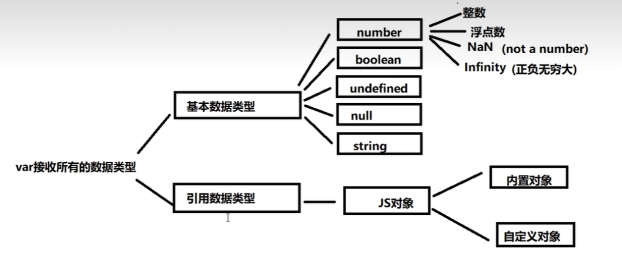 整数
number
浮点数
NaN (not a number)
boolean
Infinity (正负无穷大)
undefined
基本数据类型
null
string
var接收所有的数据类型
内置对象
引用数据类型
JS对象
自定义对象